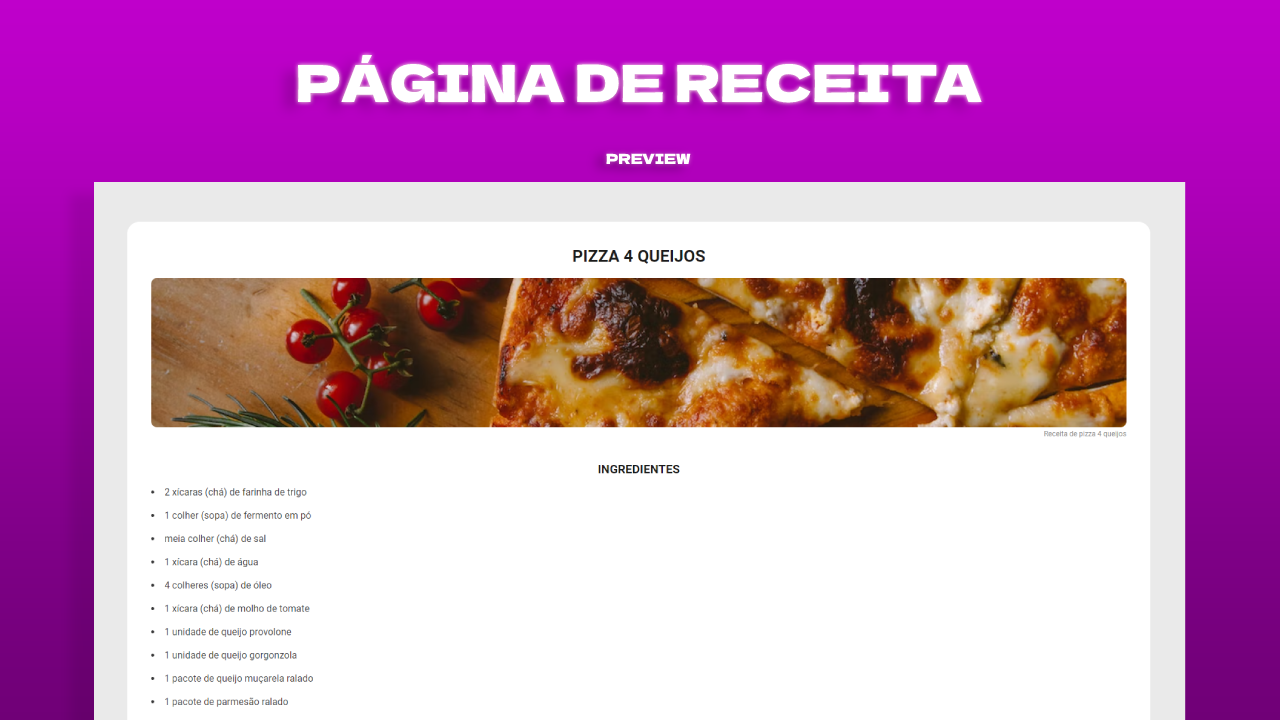 PÁGINA DE RECEITA
PREVIEW
PIZZA 4 QUEIJOS
Receita de pizza 4 queijos
INGREDIENTES
• 2 xícaras (chá) de farinha de trigo
• 1 colher (sopa) de fermento em pó
• meia colher (chá) de sal
• 1 xícara (chá) de água
• 4 colheres (sopa) de óleo
• 1 xícara (chá) de molho de tomate
• 1 unidade de queijo provolone
• 1 unidade de queijo gorgonzola
• 1 pacote de queijo muçarela ralado
• 1 pacote de parmesão ralado